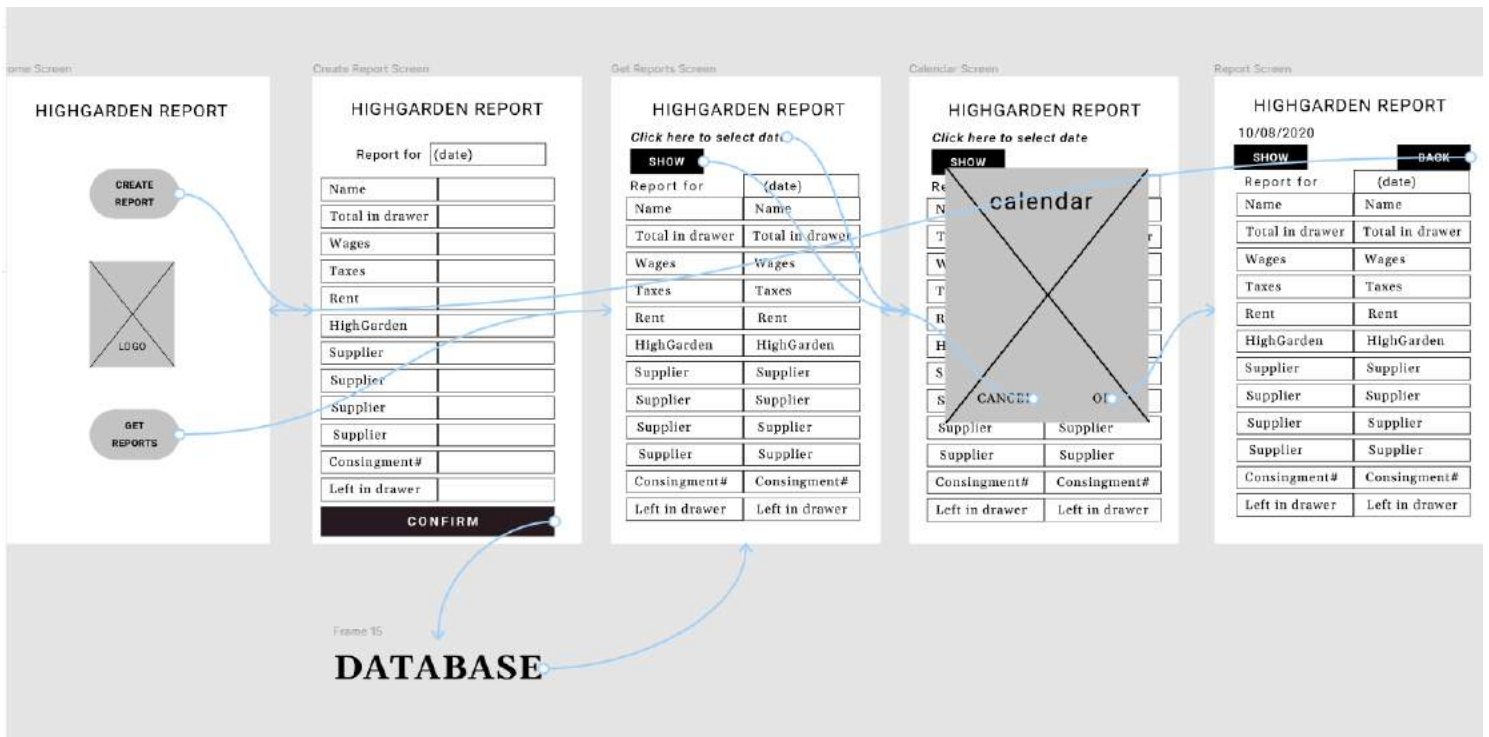 ome Screen
HIGHGARDEN REPORT
CREATE
REPORT
LOGO
GET
REPORTS
Create Report Screen
HIGHGARDEN REPORT
Report for (date)
Name
Total in drawer
Wages
Taxes
Rent
HighGarden
Supplier
Supplier
Supplier
Supplier
Consingment#
Left in drawer
CONFIRM
Frame 15
DATABASE
Get Reports Screen
HIGHGARDEN REPORT
Click here to select date
SHOW
Report for (date)
Name Name
Total in drawer Total in drawer
Wages Wages
Taxes Taxes
Rent Rent
HighGarden HighGarden
Supplier Supplier
Supplier Supplier
Supplier Supplier
Supplier Supplier
Consingment# Consingment#
Left in drawer Left in drawer
Calendar Screen
HIGHGARDEN REPORT
Click here to select date
SHOW
Re
calendar
N
T r
W
T
R
H
S
S
CANCEL OK
Supplier Supplier
Supplier Supplier
Consingment# Consingment#
Left in drawer Left in drawer
Report Screen
HIGHGARDEN REPORT
10/08/2020
SHOW BACK
Report for (date)
Name Name
Total in drawer Total in drawer
Wages Wages
Taxes Taxes
Rent Rent
HighGarden HighGarden
Supplier Supplier
Supplier Supplier
Supplier Supplier
Supplier Supplier
Consingment# Consingment#
Left in drawer Left in drawer